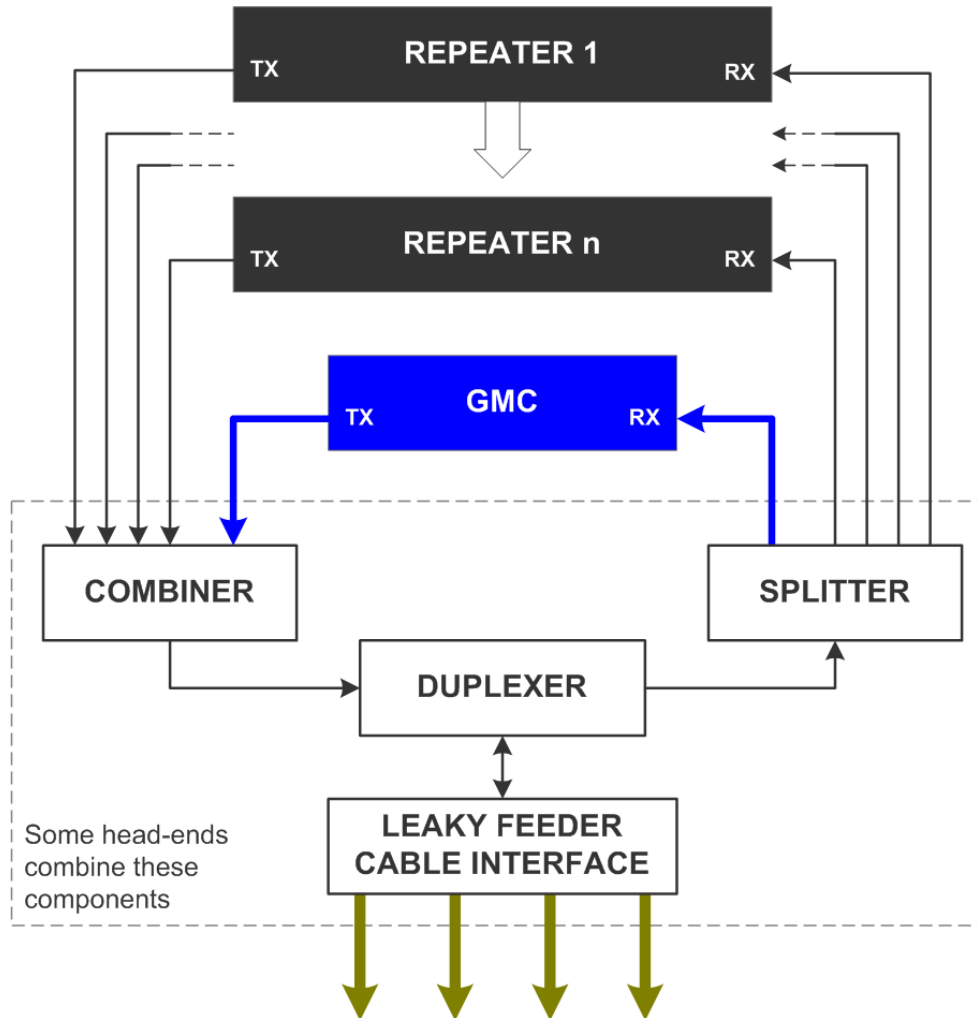 REPEATER 1
TX
RX
REPEATER n
TX
RX
GMC
TX
RX
COMBINER
SPLITTER
DUPLEXER
LEAKY FEEDER
CABLE INTERFACE
Some head-ends
combine these
components